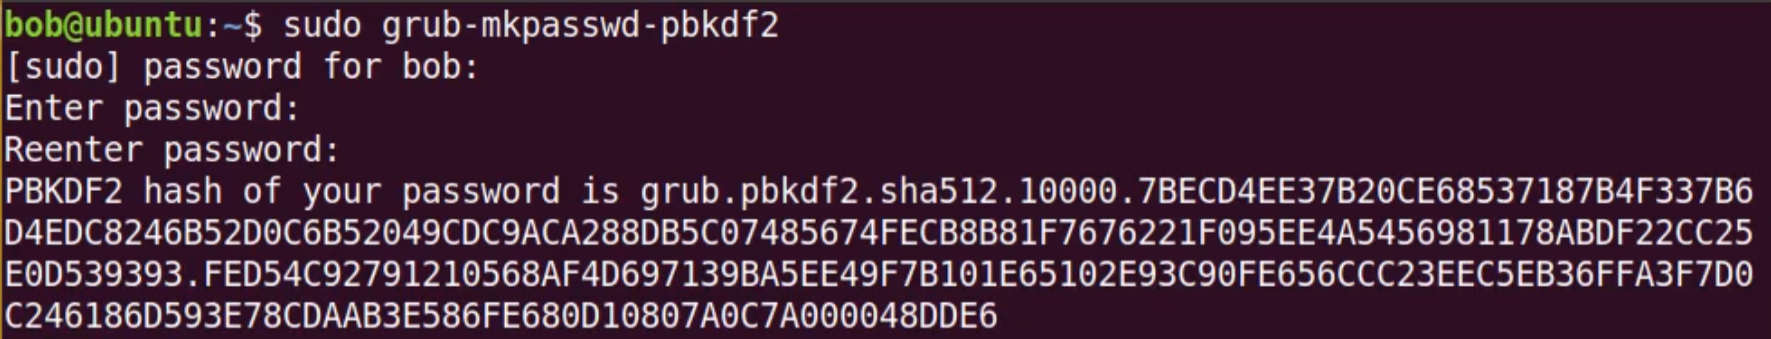 bob@ubuntu:~$ sudo grub-mkpasswd-pbkdf2
[sudo] password for bob:
Enter password:
Reenter password:
PBKDF2 hash of your password is grub.pbkdf2.sha512.10000.7BECD4EE37B20CE68537187B4F337B6
D4EDC8246B52D0C6B52049CDC9ACA288DB5C07485674FECB8B81F7676221F095EE4A5456981178ABDF22CC25
E0D539393.FED54C92791210568AF4D697139BA5EE49F7B101E65102E93C90FE656CCC23EEC5EB36FFA3F7D0
C246186D593E78CDAAB3E586FE680D10807A0C7A000048DDE6